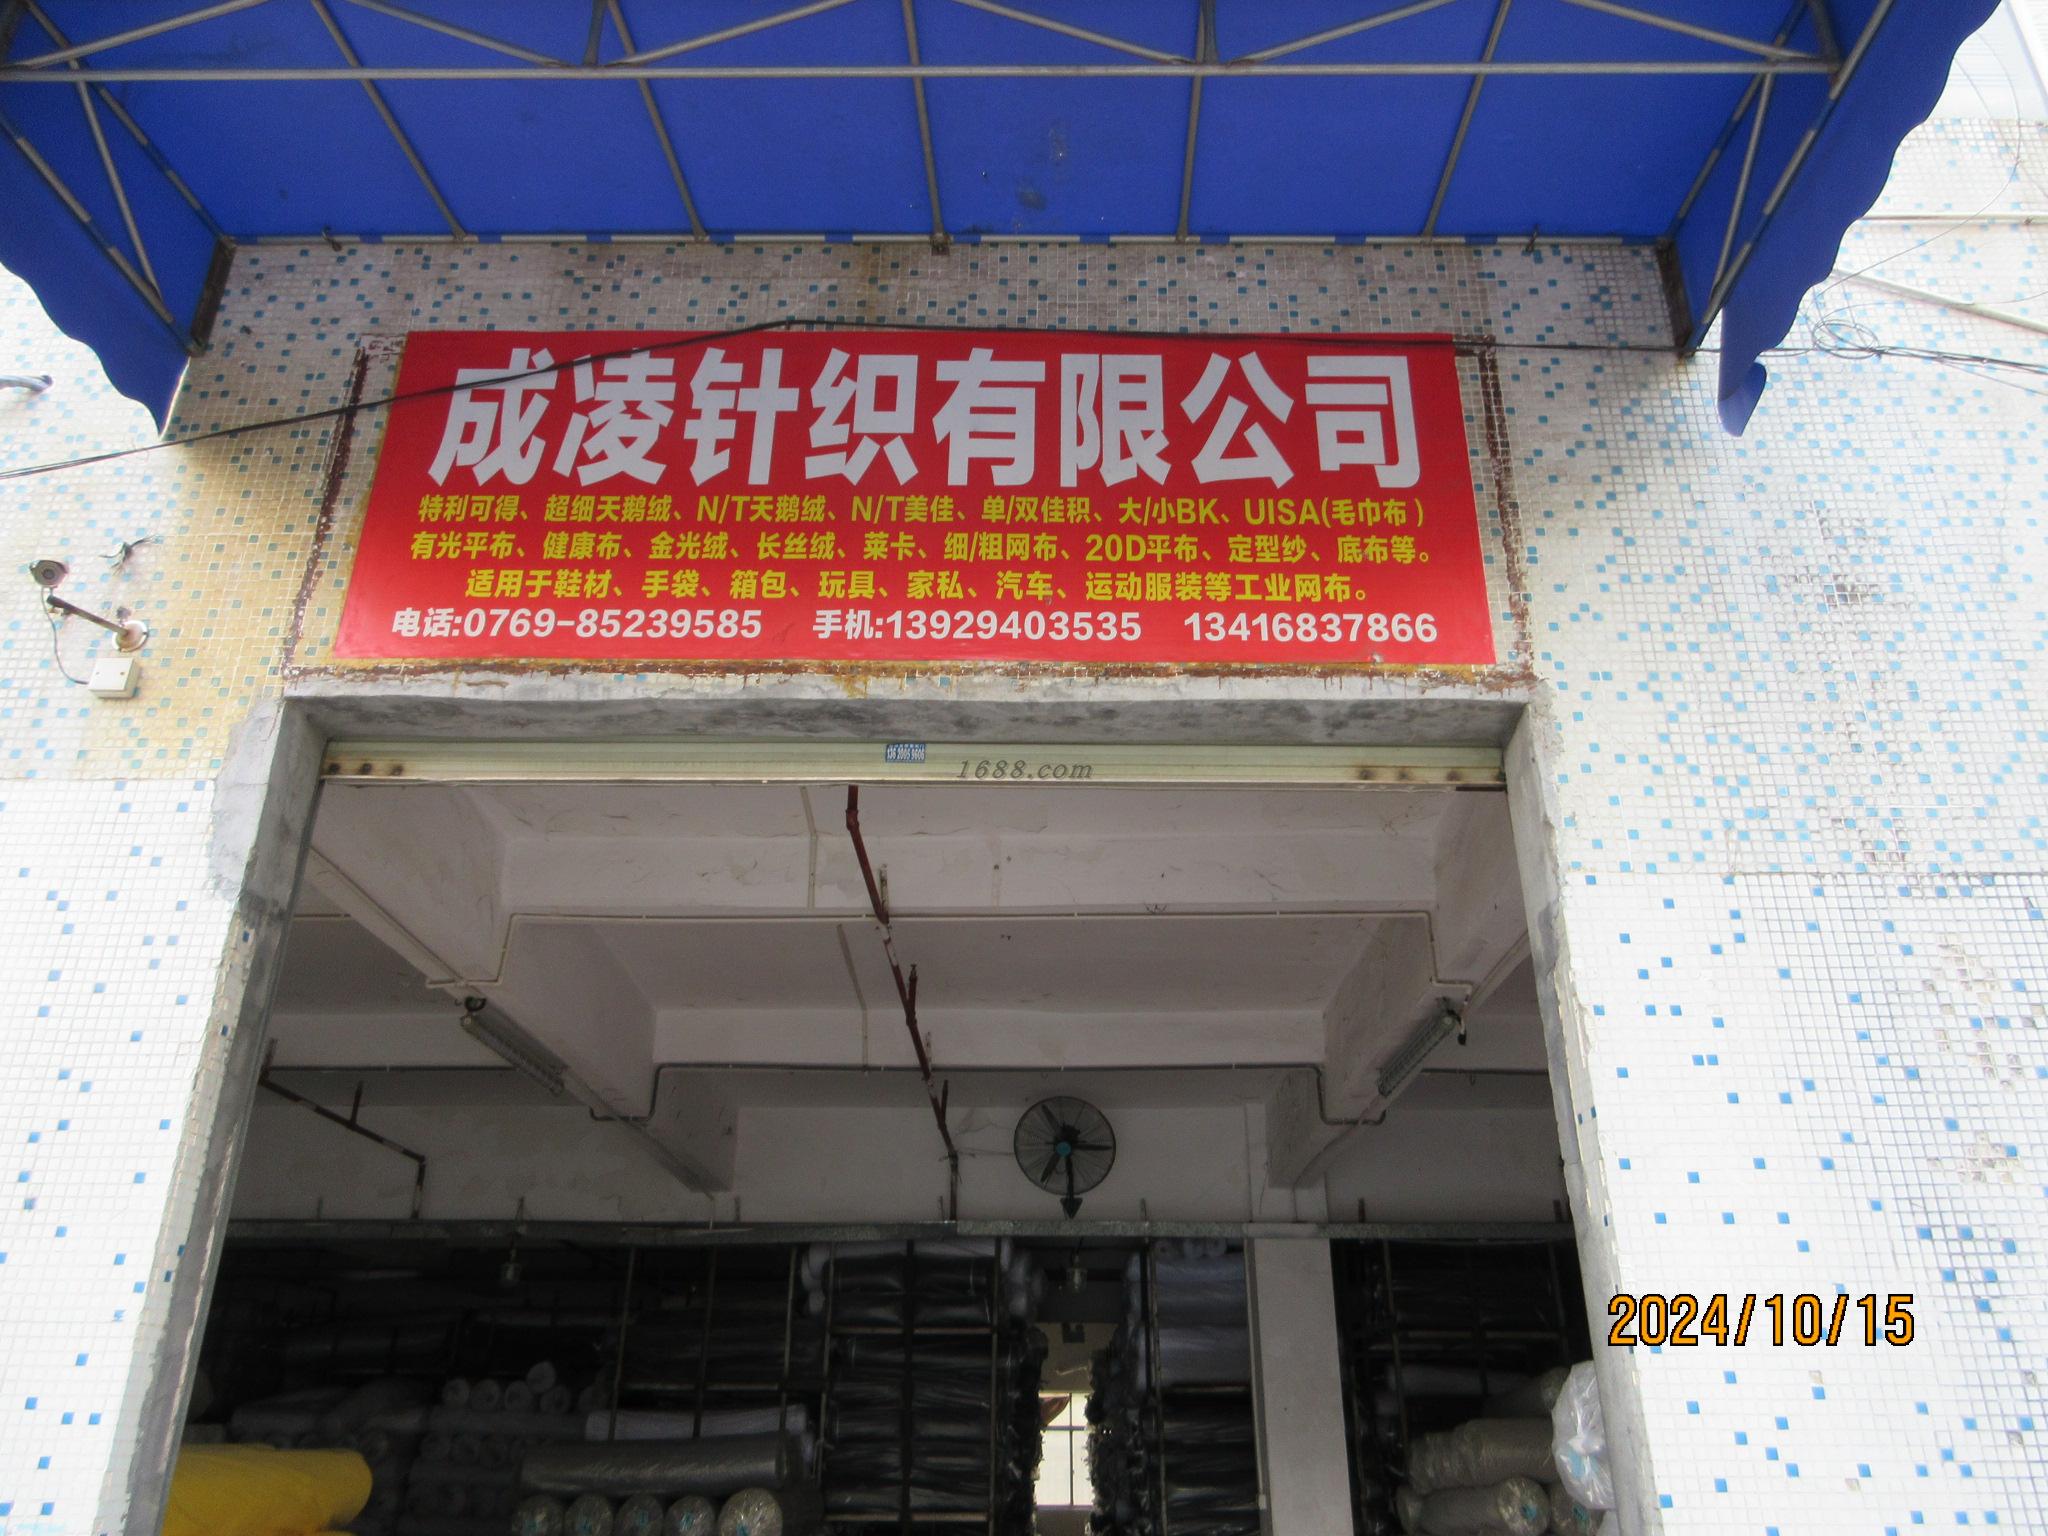 成凌针织有限公司
特利可得、超细天鹅绒、N/T天鹅绒、N/T美佳、单/双佳积、大/小BK、UISA(毛巾布)
有光平布、健康布、金光绒、长丝绒、莱卡、细/粗网布、20D平布、定型纱、底布等。
适用于鞋材、手袋、箱包、玩具、家私、汽车、运动服装等工业网布。
电话:0769-85239585 手机:13929403535 13416837866
1688.com
2024/10/15